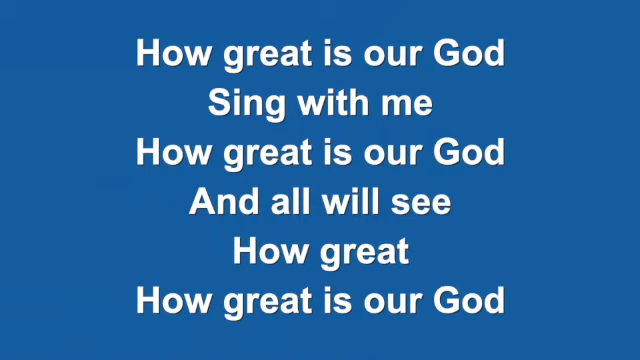 How great is our God
Sing with me
How great is our God
And all will see
How great
How great is our God